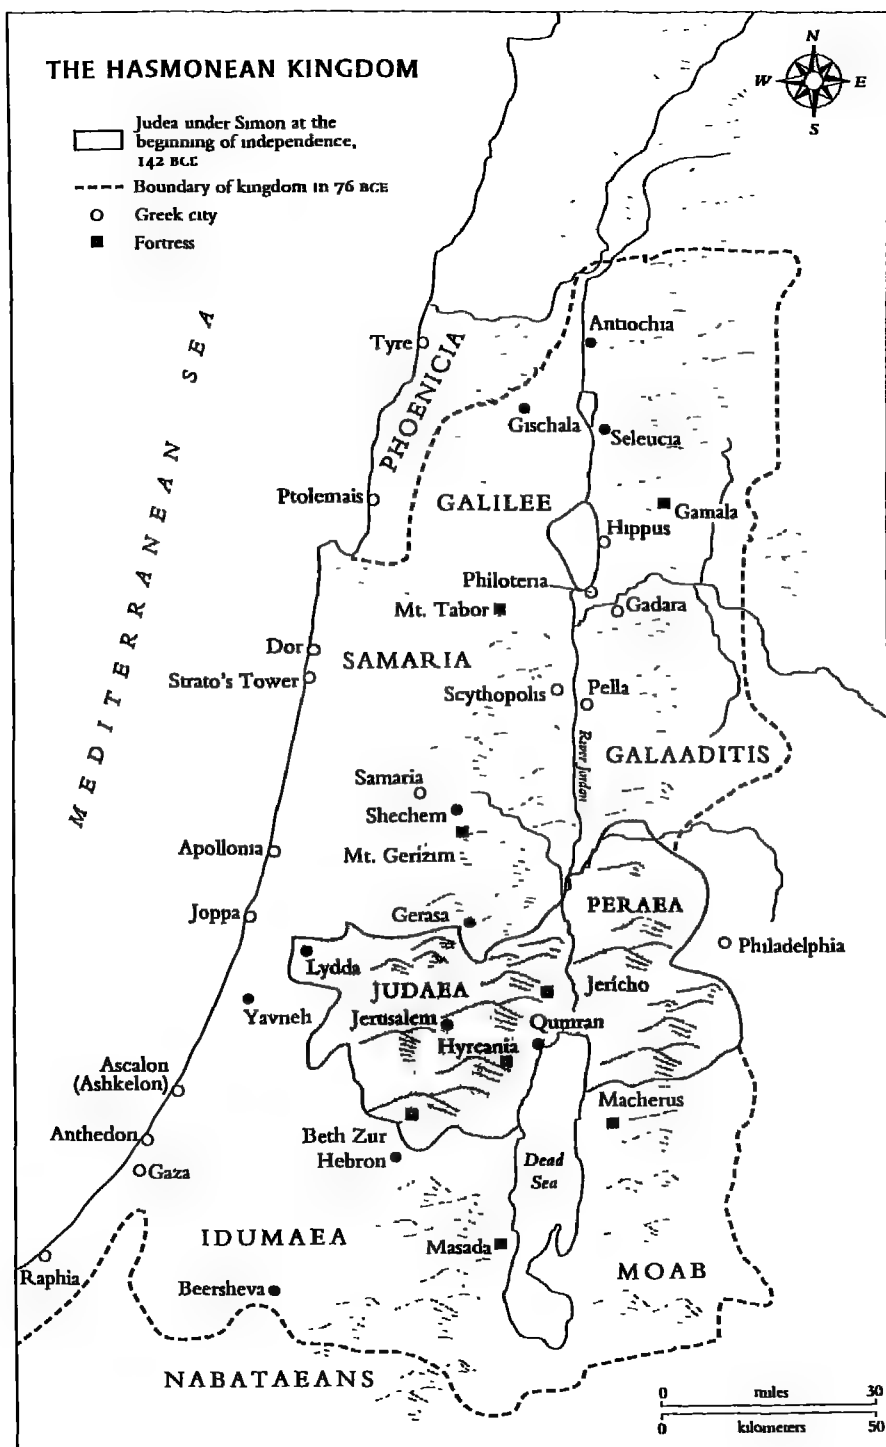 THE HASMONEAN KINGDOM
Judea under Simon at the
beginning of independence,
142 BCE
Boundary of kingdom in 76 BCE
Greek city
Fortress
N
W
E
S
MEDITERRANEAN SEA
Antiochia
Tyre
PHOENICIA
Gischala
Seleucia
Ptolemais
GALILEE
Gamala
Hippus
Philoteria
Mt. Tabor
Gadara
Dor
SAMARIA
Strato's Tower
Scythopolis
Pella
River Jordan
GALAADITIS
Samaria
Shechem
Apollonia
Mt. Gerizim
Joppa
Gerasa
PERAEA
Philadelphia
Lydda
JUDAEA
Jericho
Yavneh
Jerusalem
Qumran
Hyrcania
Ascalon
(Ashkelon)
Macherus
Anthedon
Beth Zur
Hebron
Gaza
Dead
Sea
IDUMAEA
Masada
MOAB
Raphia
Beersheva
NABATAEANS
0 miles 30
0 kilometers 50